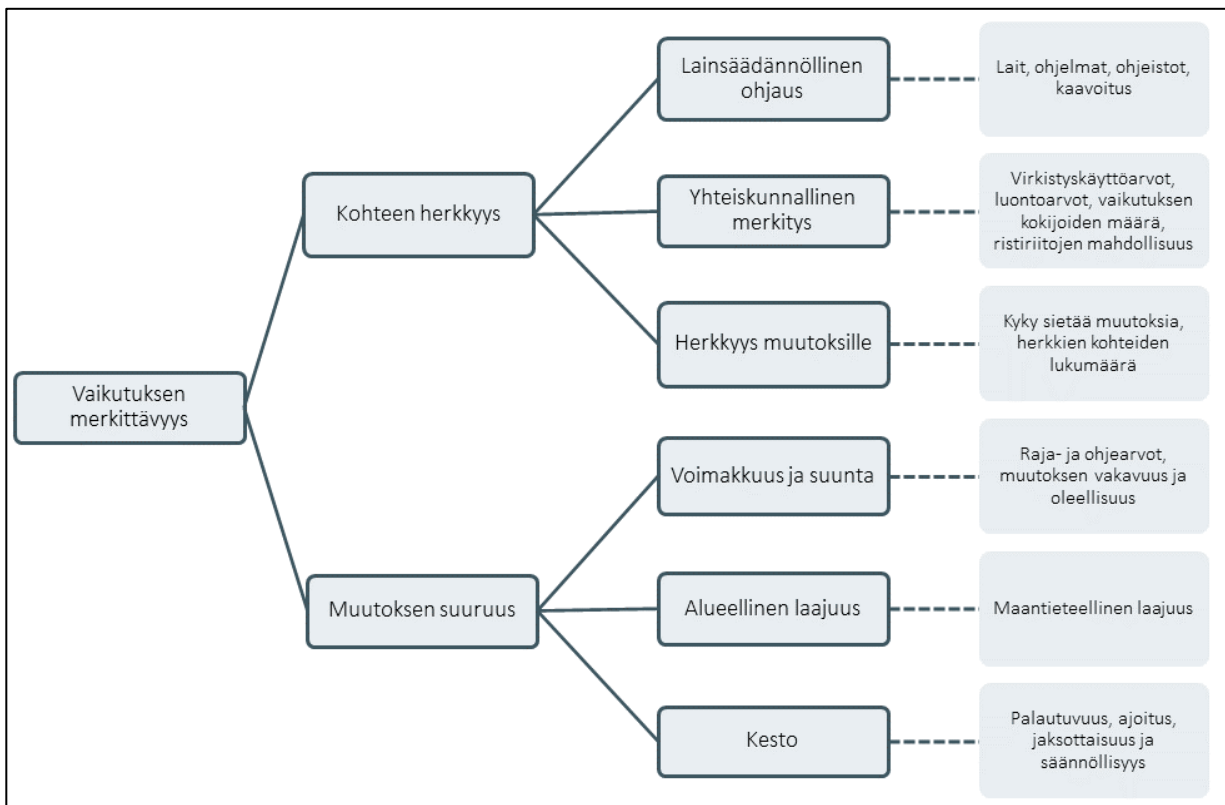 Lainsäädännöllinen
ohjaus
Lait, ohjelmat, ohjeistot,
kaavoitus
Kohteen herkkyys
Yhteiskunnallinen
merkitys
Virkistyskäyttöarvot,
luontoarvot, vaikutuksen
kokijoiden määrä,
ristiriitojen mahdollisuus
Herkkyys muutoksille
Kyky sietää muutoksia,
herkkien kohteiden
lukumäärä
Vaikutuksen
merkittävyys
Voimakkuus ja suunta
Raja- ja ohjearvot,
muutoksen vakavuus ja
oleellisuus
Muutoksen suuruus
Alueellinen laajuus
Maantieteellinen laajuus
Kesto
Palautuvuus, ajoitus,
jaksottaisuus ja
säännöllisyys